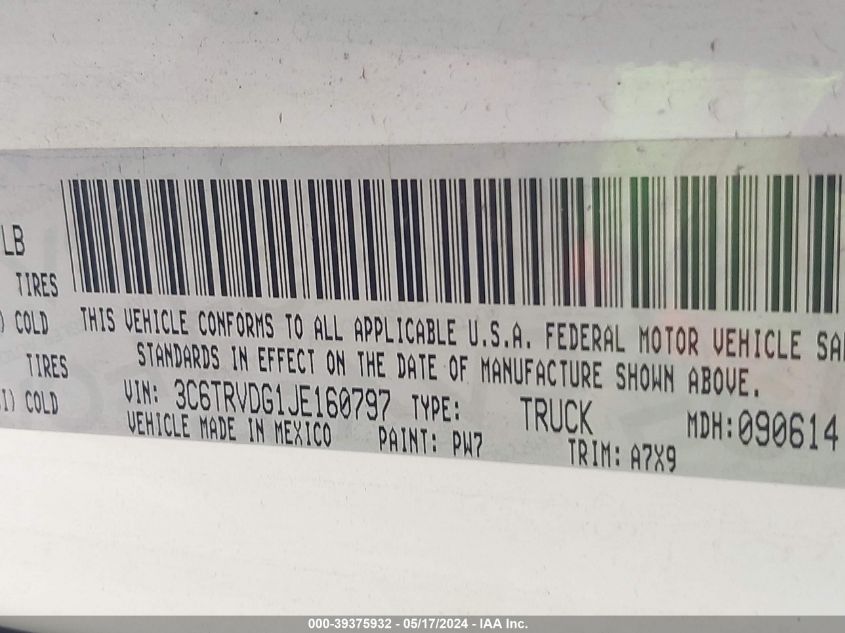 LB
TIRES
) COLD
THIS VEHICLE CONFORMS TO ALL APPLICABLE U.S.A. FEDERAL MOTOR VEHICLE SA
TIRES
STANDARDS IN EFFECT ON THE DATE OF MANUFACTURE SHOWN ABOVE.
I) COLD
VIN: 3C6TRVDG1JE160797 TYPE: TRUCK MDH:090614
VEHICLE MADE IN MEXICO PAINT: PW7 TRIM: A7X9
000-39375932 - 05/17/2024 - IAA Inc.